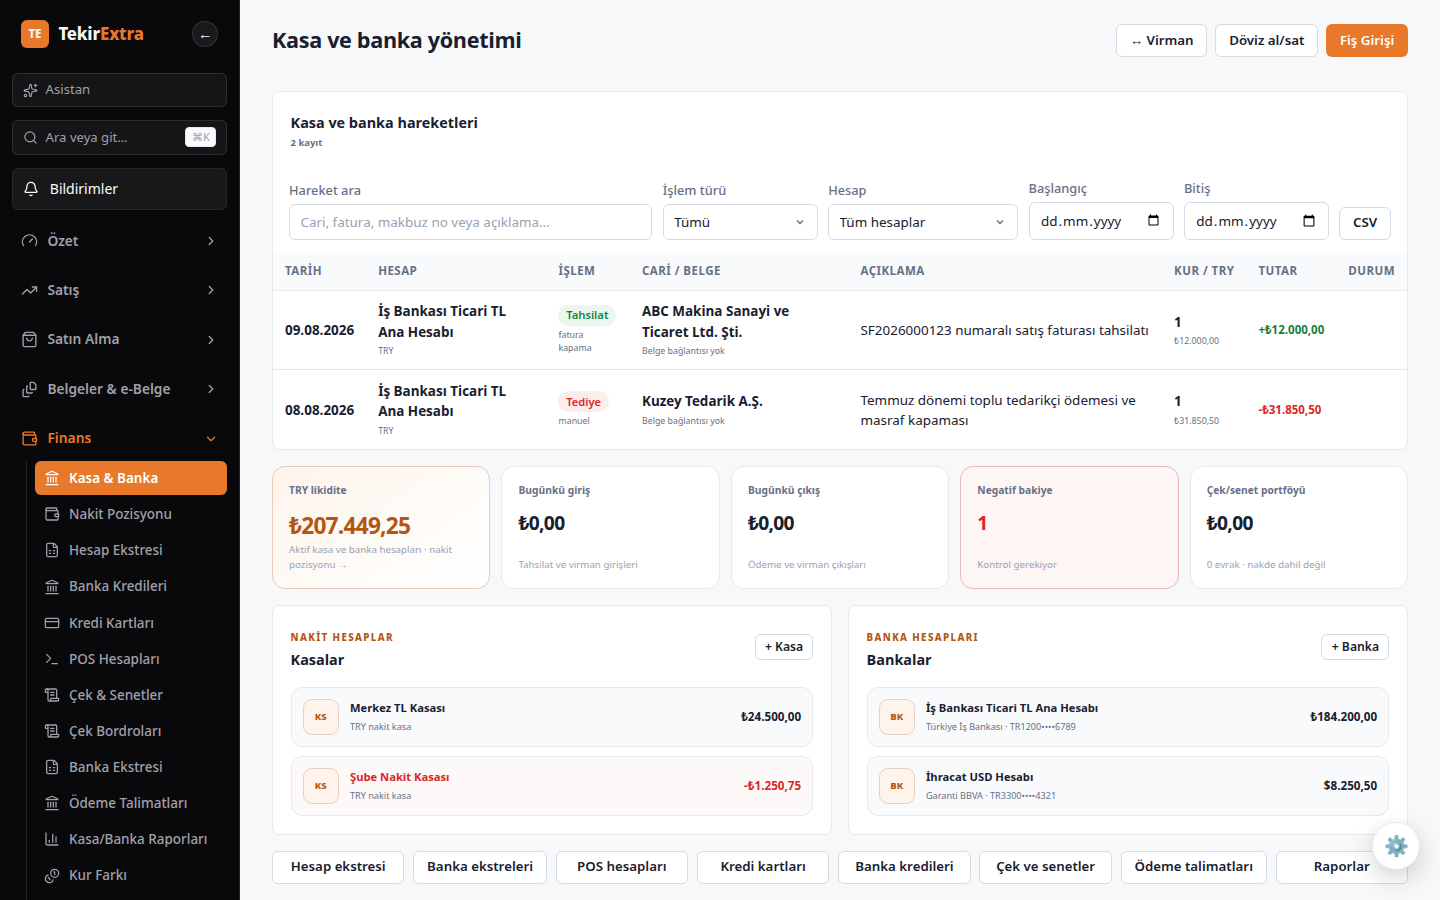 TE TekirExtra ←
Asistan
Ara veya git... ⌘K
Bildirimler
Özet
Satış
Satın Alma
Belgeler & e-Belge
Finans
Kasa & Banka
Nakit Pozisyonu
Hesap Ekstresi
Banka Kredileri
Kredi Kartları
POS Hesapları
Çek & Senetler
Çek Bordroları
Banka Ekstresi
Ödeme Talimatları
Kasa/Banka Raporları
Kur Farkı
Kasa ve banka yönetimi
↔ Virman
Döviz al/sat
Fiş Girişi
Kasa ve banka hareketleri
2 kayıt
Hareket ara
Cari, fatura, makbuz no veya açıklama...
İşlem türü
Tümü
Hesap
Tüm hesaplar
Başlangıç
dd.mm.yyyy
Bitiş
dd.mm.yyyy
CSV
TARİH HESAP İŞLEM CARİ / BELGE AÇIKLAMA KUR / TRY TUTAR DURUM
09.08.2026
İş Bankası Ticari TL
Ana Hesabı
TRY
Tahsilat
fatura
kapama
ABC Makina Sanayi ve
Ticaret Ltd. Şti.
Belge bağlantısı yok
SF2026000123 numaralı satış faturası tahsilatı
1
₺12.000,00
+₺12.000,00
08.08.2026
İş Bankası Ticari TL
Ana Hesabı
TRY
Tediye
manuel
Kuzey Tedarik A.Ş.
Belge bağlantısı yok
Temmuz dönemi toplu tedarikçi ödemesi ve
masraf kapaması
1
₺31.850,50
-₺31.850,50
TRY likidite
₺207.449,25
Aktif kasa ve banka hesapları · nakit
pozisyonu →
Bugünkü giriş
₺0,00
Tahsilat ve virman girişleri
Bugünkü çıkış
₺0,00
Ödeme ve virman çıkışları
Negatif bakiye
1
Kontrol gerekiyor
Çek/senet portföyü
₺0,00
0 evrak · nakde dahil değil
NAKİT HESAPLAR
Kasalar
+ Kasa
KS
Merkez TL Kasası
TRY nakit kasa
₺24.500,00
KS
Şube Nakit Kasası
TRY nakit kasa
-₺1.250,75
BANKA HESAPLARI
Bankalar
+ Banka
BK
İş Bankası Ticari TL Ana Hesabı
Türkiye İş Bankası · TR1200••••6789
₺184.200,00
BK
İhracat USD Hesabı
Garanti BBVA · TR3300••••4321
$8.250,50
Hesap ekstresi
Banka ekstreleri
POS hesapları
Kredi kartları
Banka kredileri
Çek ve senetler
Ödeme talimatları
Raporlar